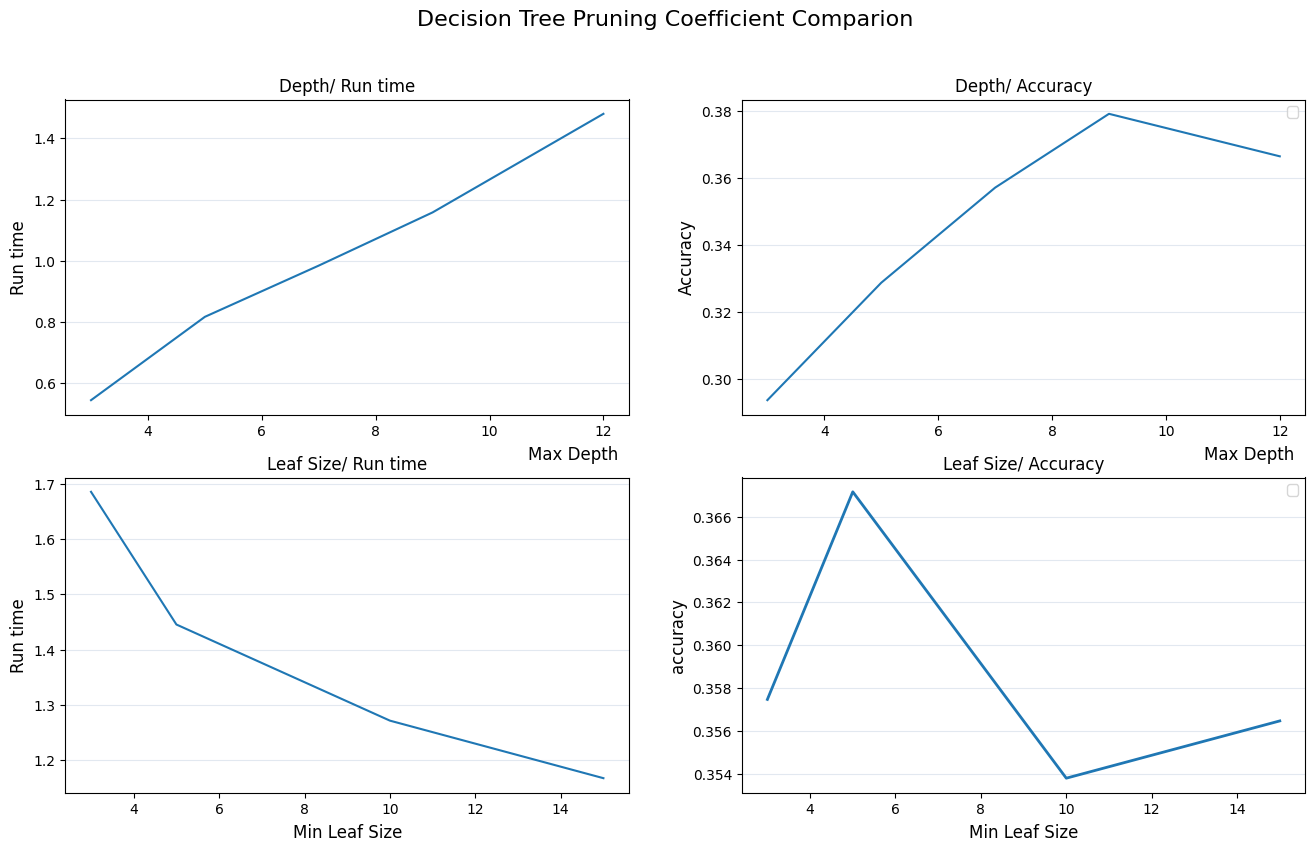 Decision Tree Pruning Coefficient Comparion
Depth/ Run time
Run time
1.4
1.2
1.0
0.8
0.6
4 6 8 10 12
Max Depth
Depth/ Accuracy
Accuracy
0.38
0.36
0.34
0.32
0.30
4 6 8 10 12
Max Depth
Leaf Size/ Run time
Run time
1.7
1.6
1.5
1.4
1.3
1.2
4 6 8 10 12 14
Min Leaf Size
Leaf Size/ Accuracy
accuracy
0.366
0.364
0.362
0.360
0.358
0.356
0.354
4 6 8 10 12 14
Min Leaf Size